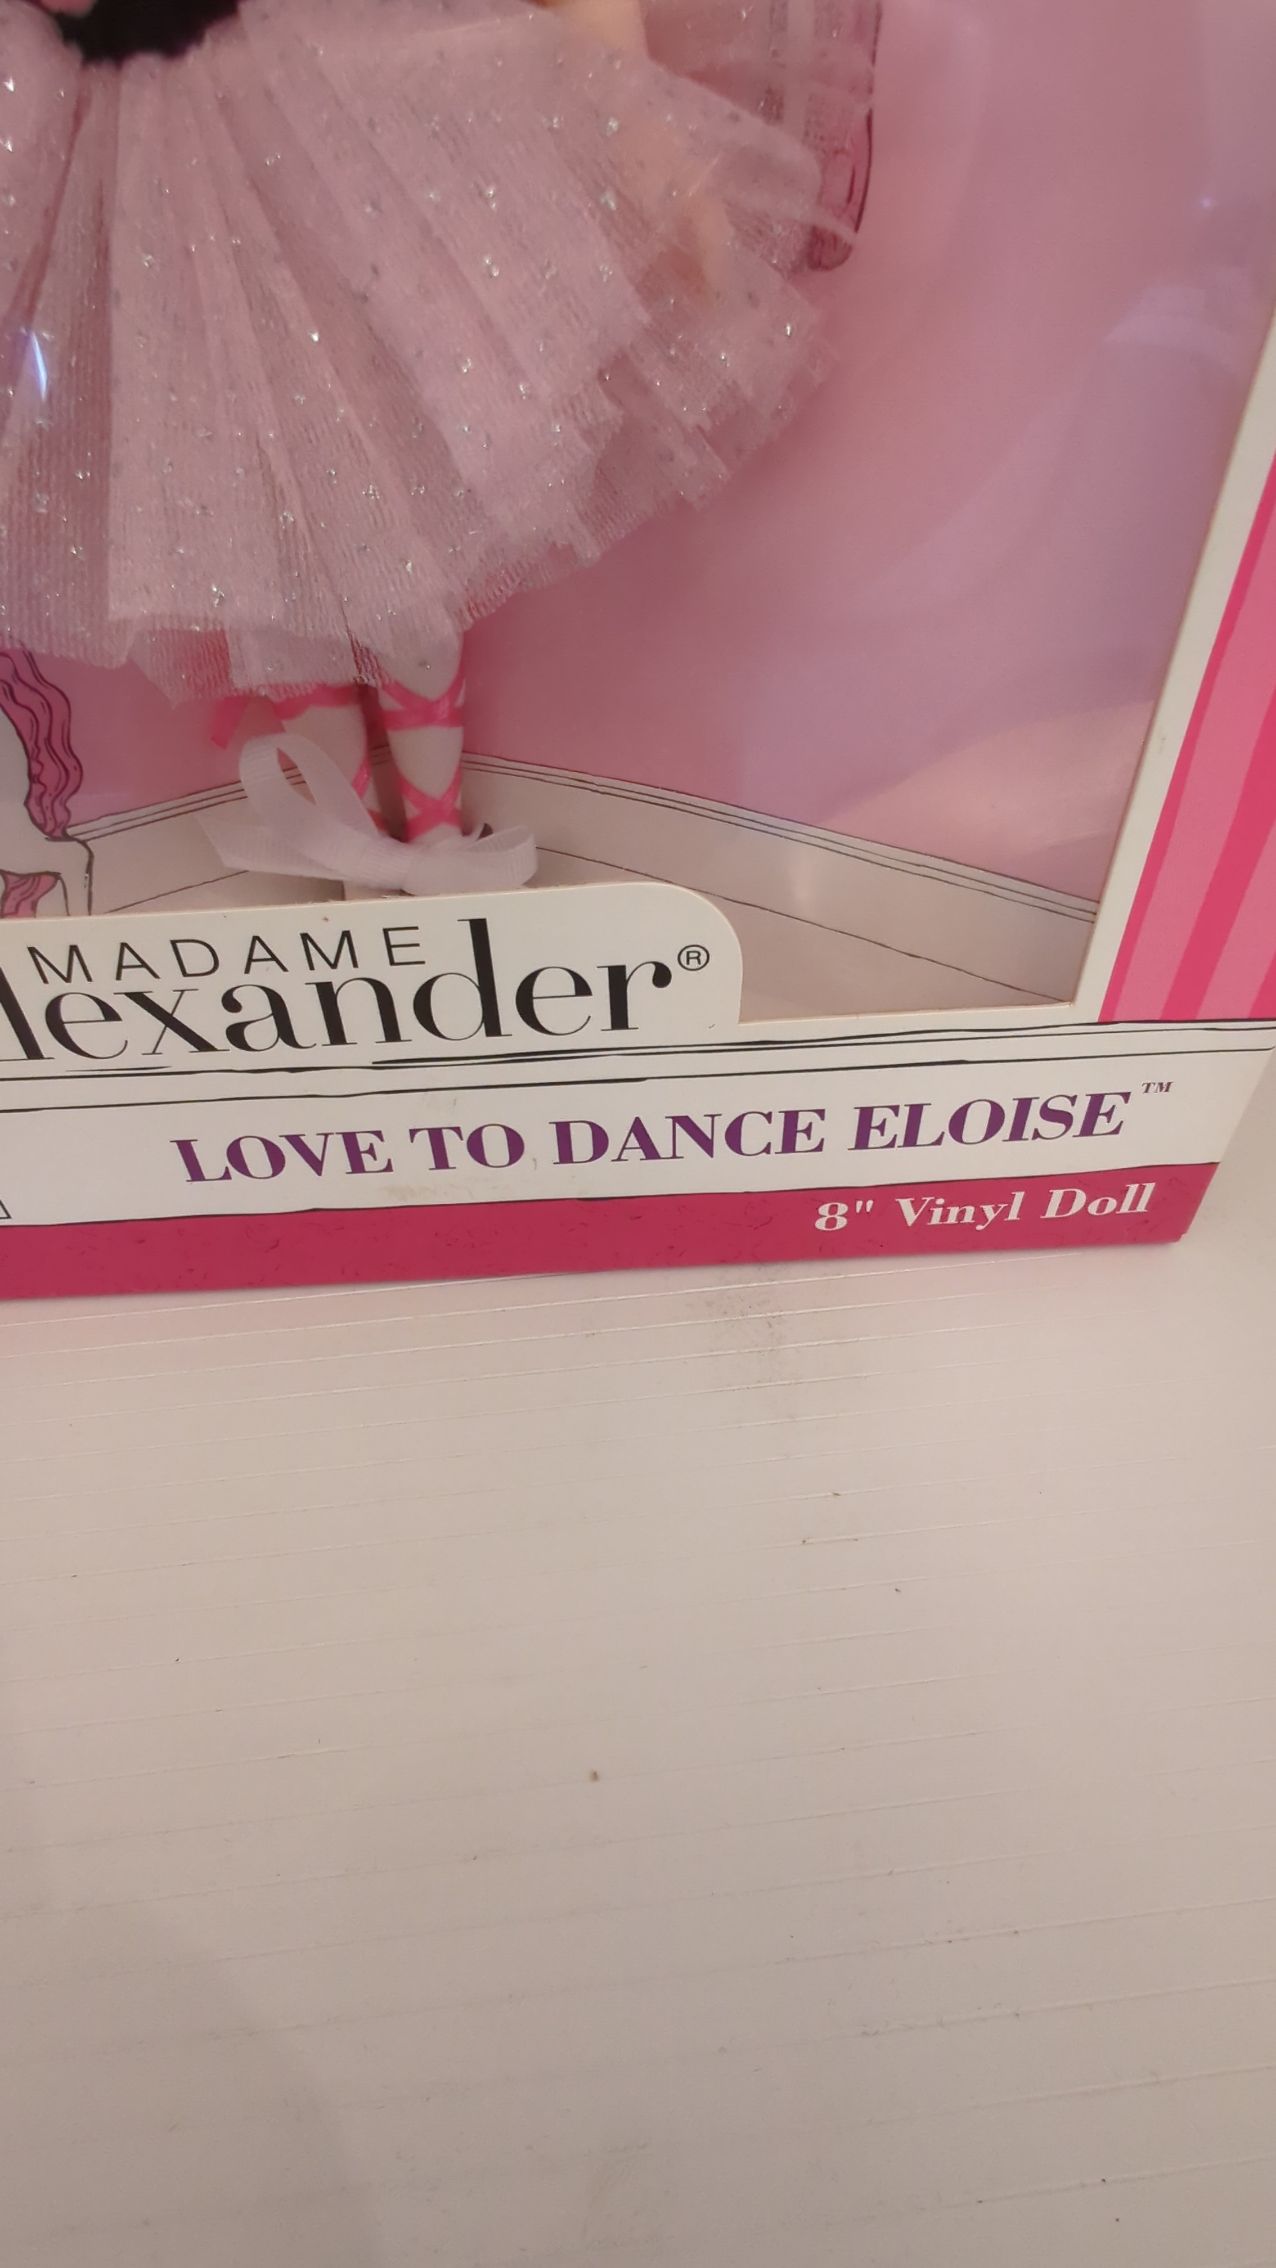 MADAME
lexander®
LOVE TO DANCE ELOISE™
8" Vinyl Doll